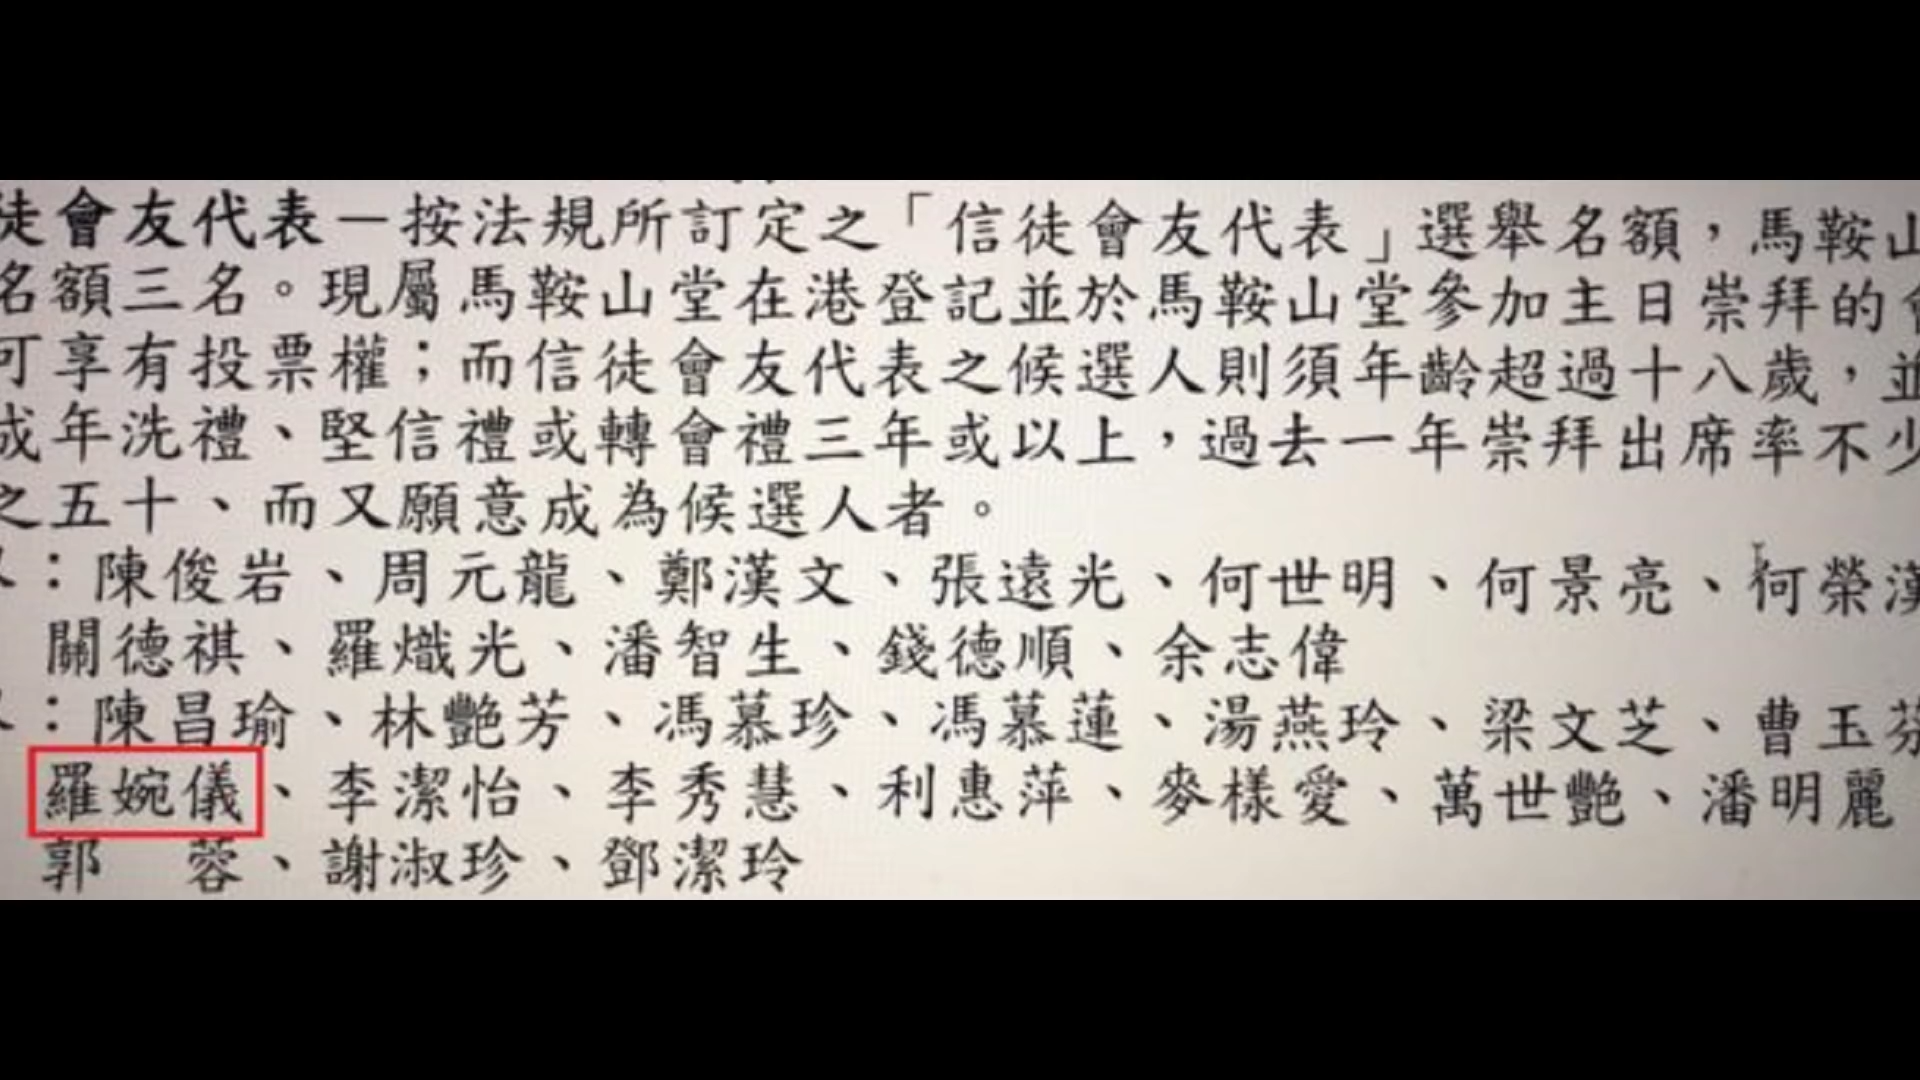 徒會友代表－按法規所訂定之「信徒會友代表」選舉名額，馬鞍山
名額三名。現屬馬鞍山堂在港登記並於馬鞍山堂參加主日崇拜的會
可享有投票權；而信徒會友代表之候選人則須年齡超過十八歲，並
成年洗禮、堅信禮或轉會禮三年或以上，過去一年崇拜出席率不少
之五十、而又願意成為候選人者。
：陳俊岩、周元龍、鄭漢文、張遠光、何世明、何景亮、何榮漢
關德祺、羅熾光、潘智生、錢德順、余志偉
：陳昌瑜、林艷芳、馮慕珍、馮慕蓮、湯燕玲、梁文芝、曹玉芬
羅婉儀、李潔怡、李秀慧、利惠萍、麥樣愛、萬世艷、潘明麗
郭　蓉、謝淑珍、鄧潔玲